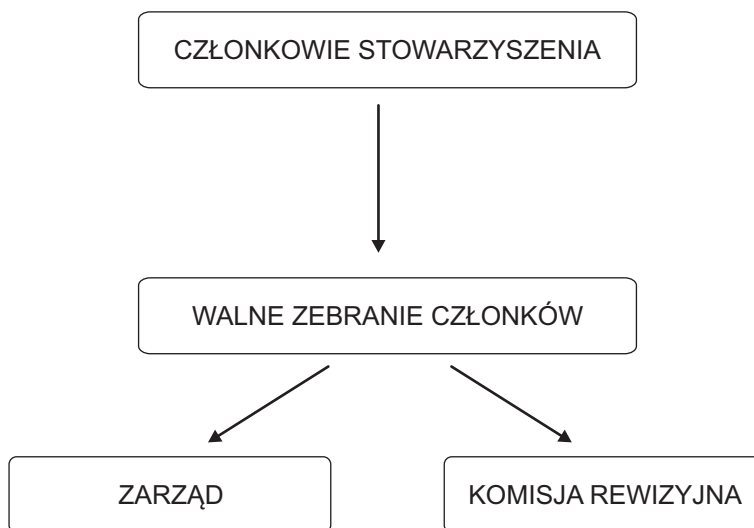 CZŁONKOWIE STOWARZYSZENIA
WALNE ZEBRANIE CZŁONKÓW
ZARZĄD
KOMISJA REWIZYJNA